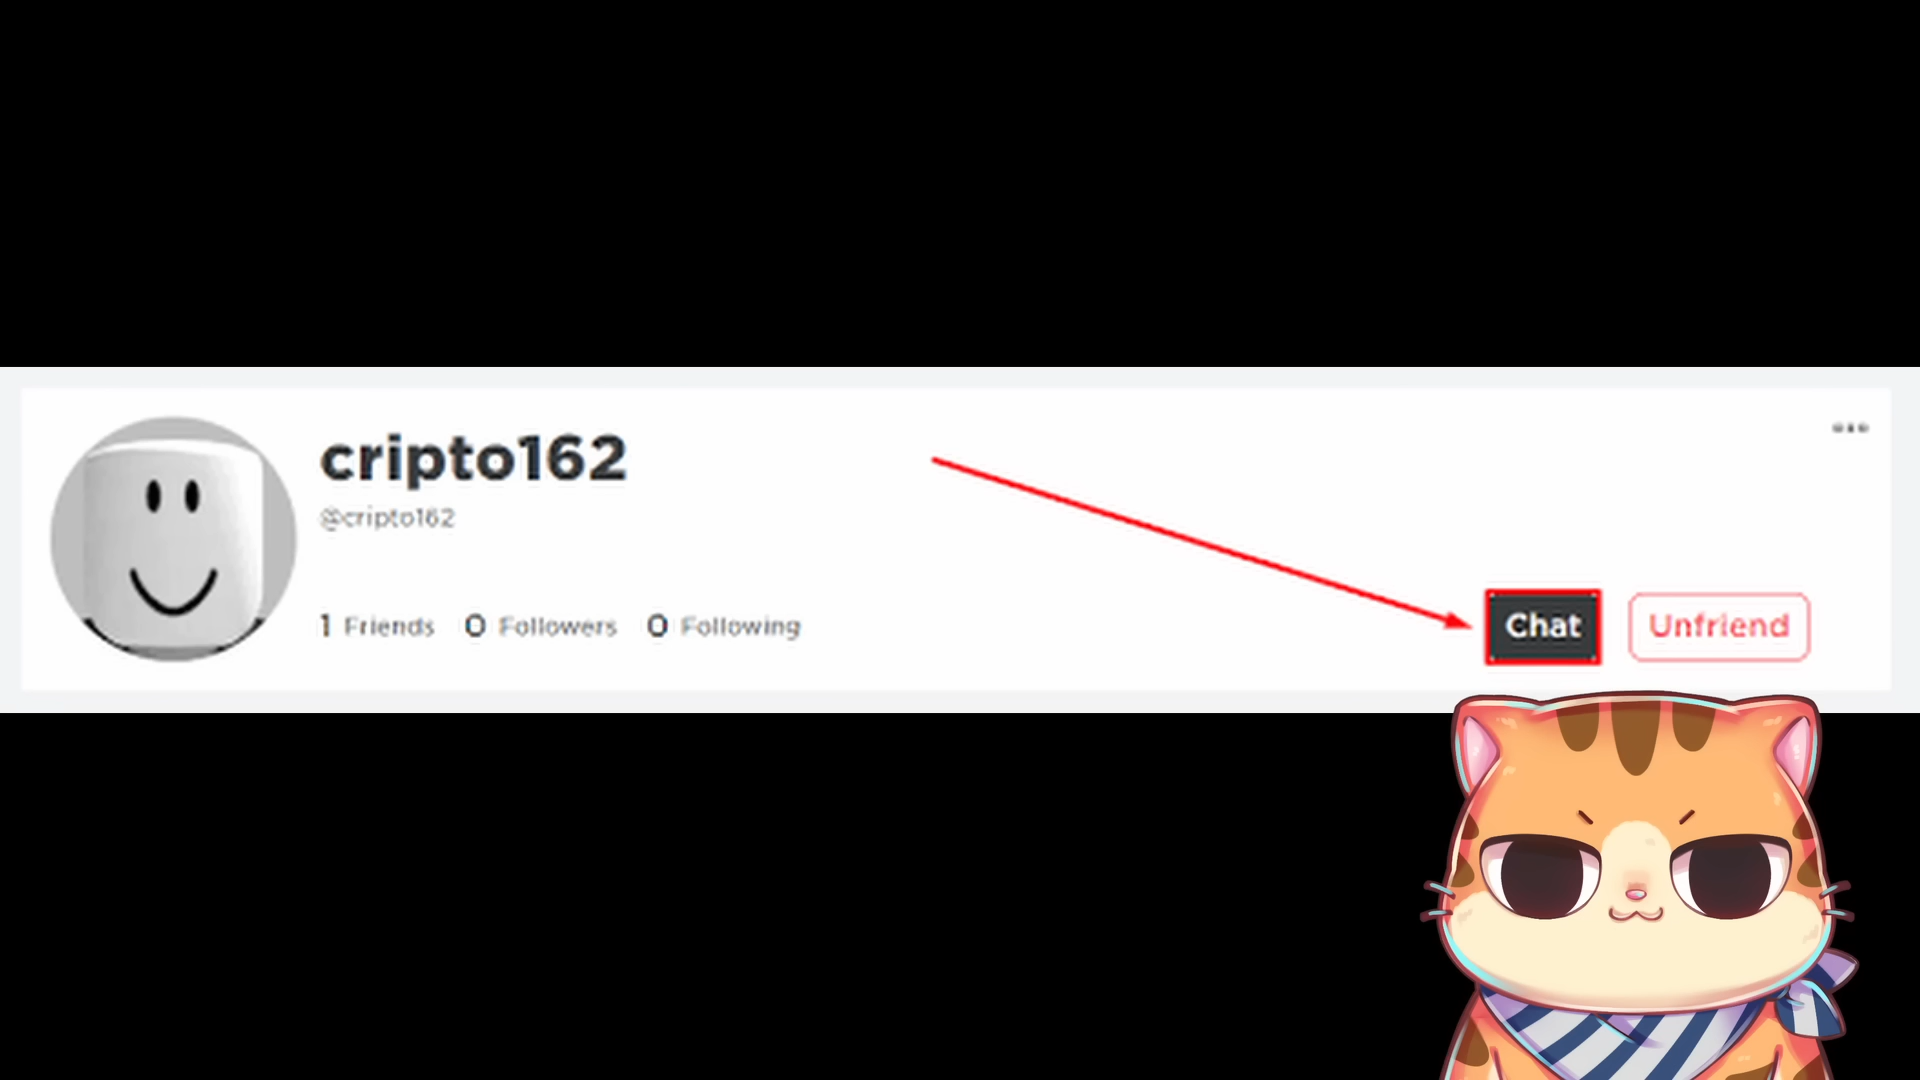 cripto162
@cripto162
1 Friends 0 Followers 0 Following
Chat
Unfriend